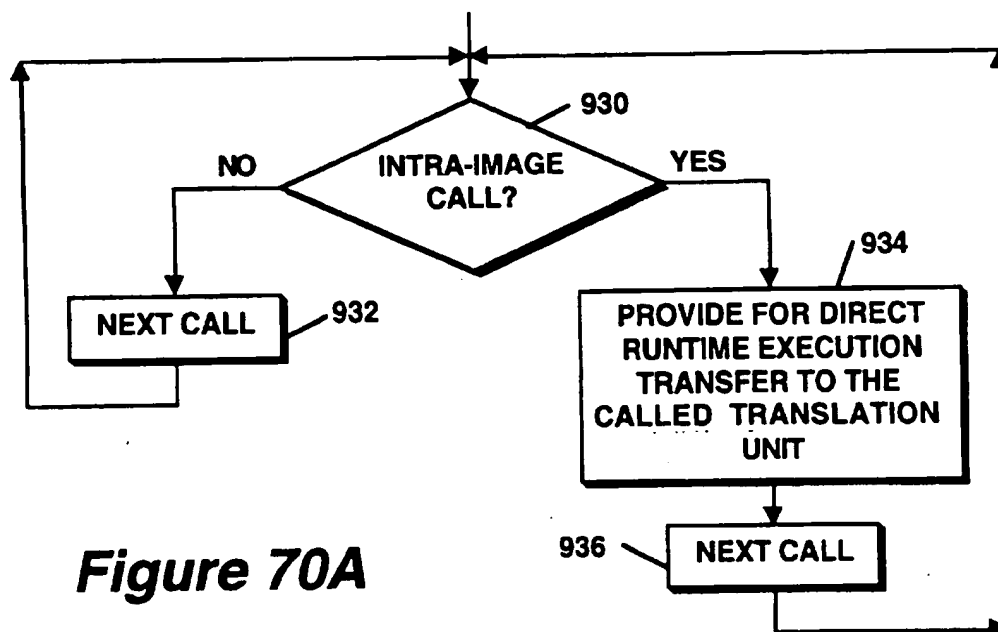 930
INTRA-IMAGE
CALL?
NO
YES
934
NEXT CALL
932
PROVIDE FOR DIRECT
RUNTIME EXECUTION
TRANSFER TO THE
CALLED TRANSLATION
UNIT
936
NEXT CALL
Figure 70A